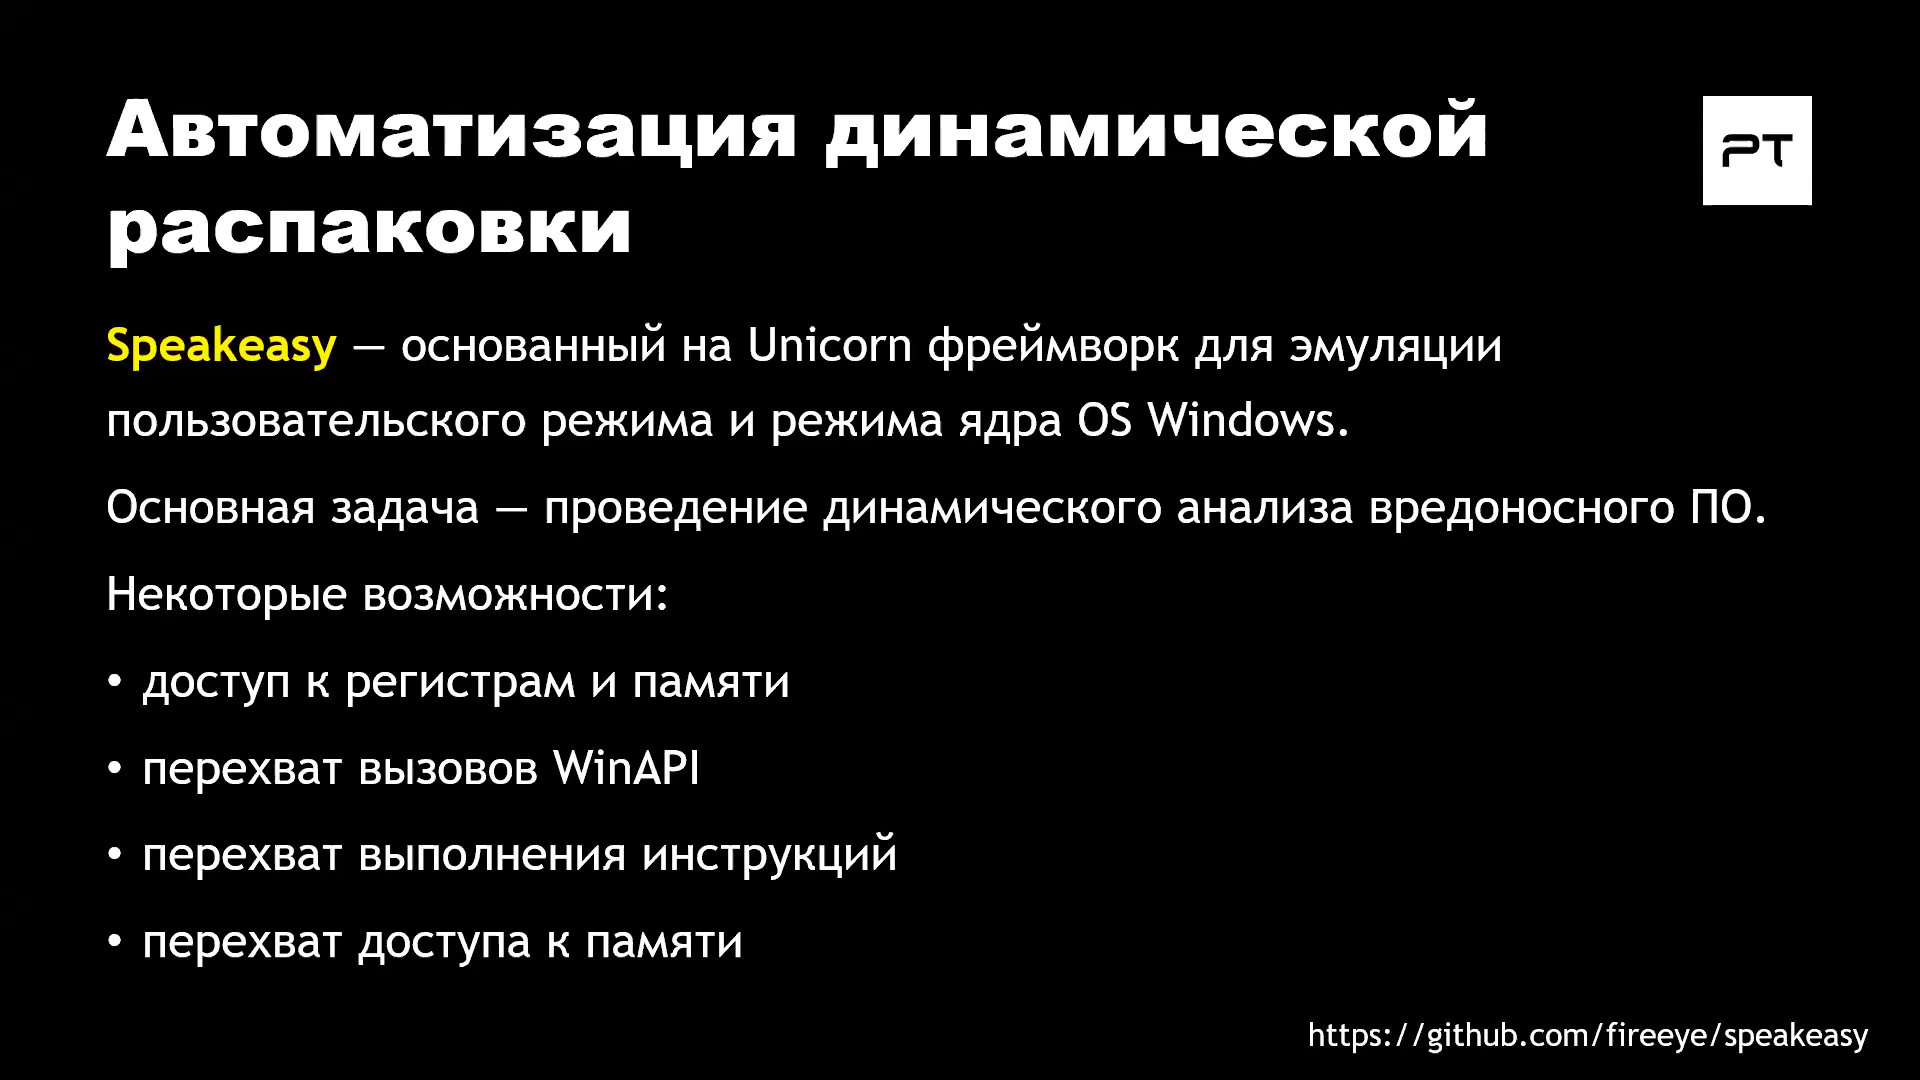 Автоматизация динамической
распаковки
PT
Speakeasy — основанный на Unicorn фреймворк для эмуляции
пользовательского режима и режима ядра OS Windows.
Основная задача — проведение динамического анализа вредоносного ПО.
Некоторые возможности:
• доступ к регистрам и памяти
• перехват вызовов WinAPI
• перехват выполнения инструкций
• перехват доступа к памяти
https://github.com/fireeye/speakeasy